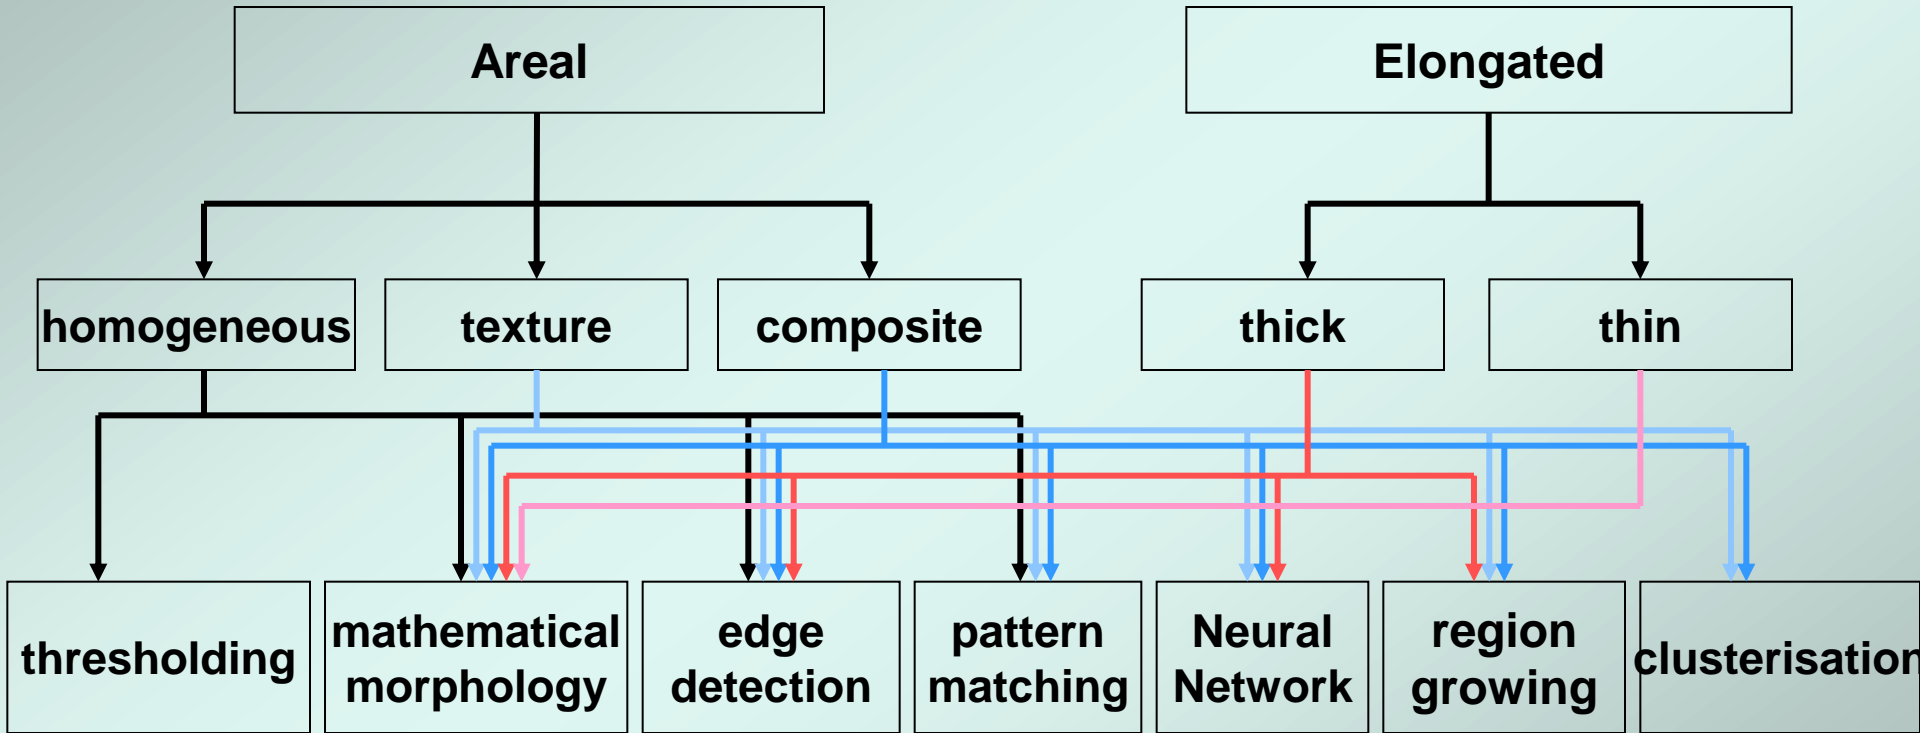 Areal
Elongated
homogeneous
texture
composite
thick
thin
thresholding
mathematical
morphology
edge
detection
pattern
matching
Neural
Network
region
growing
clusterisation